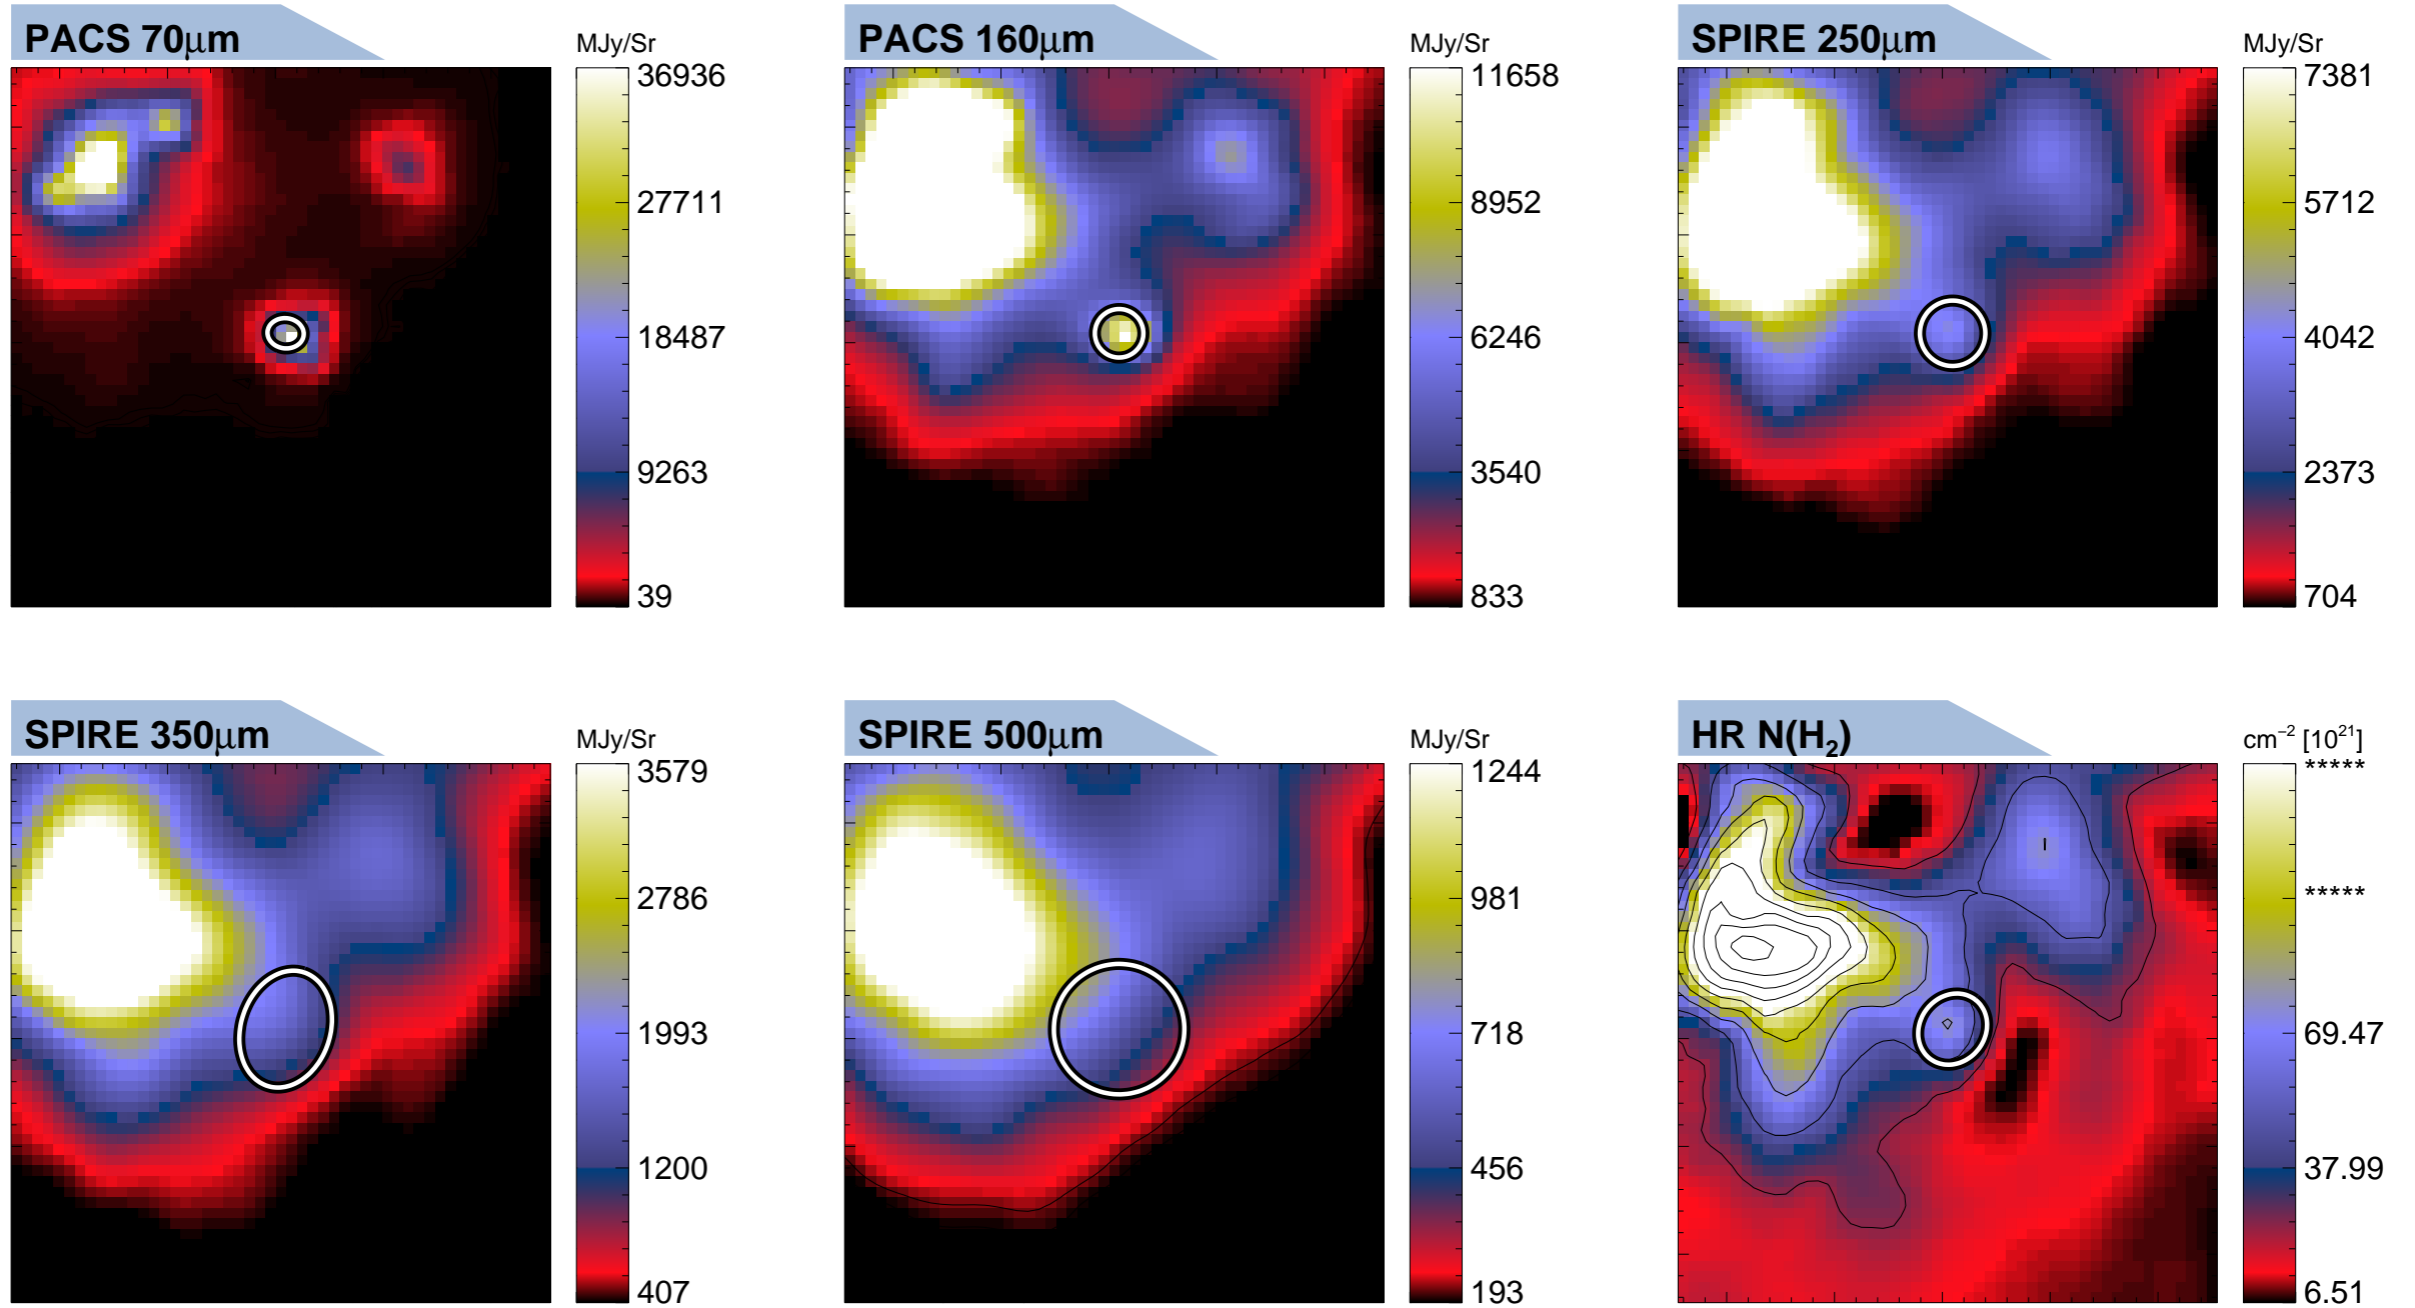 PACS 70μm
MJy/Sr
36936
27711
18487
9263
39
PACS 160μm
MJy/Sr
11658
8952
6246
3540
833
SPIRE 250μm
MJy/Sr
7381
5712
4042
2373
704
SPIRE 350μm
MJy/Sr
3579
2786
1993
1200
407
SPIRE 500μm
MJy/Sr
1244
981
718
456
193
HR N(H₂)
cm⁻² [10²¹]
*****
*****
69.47
37.99
6.51